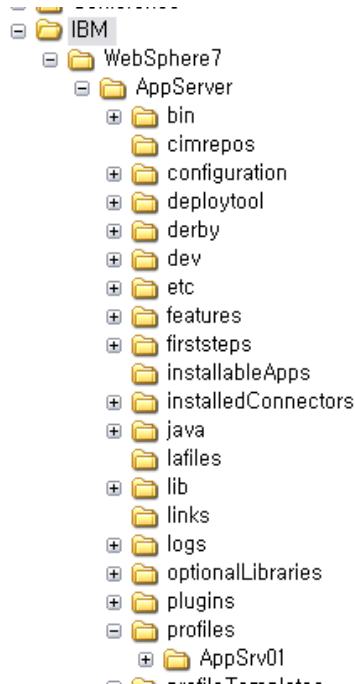 IBM
WebSphere7
AppServer
bin
cimrepos
configuration
deploytool
derby
dev
etc
features
firststeps
installableApps
installedConnectors
java
lafiles
lib
links
logs
optionalLibraries
plugins
profiles
AppSrv01
profileTemplates